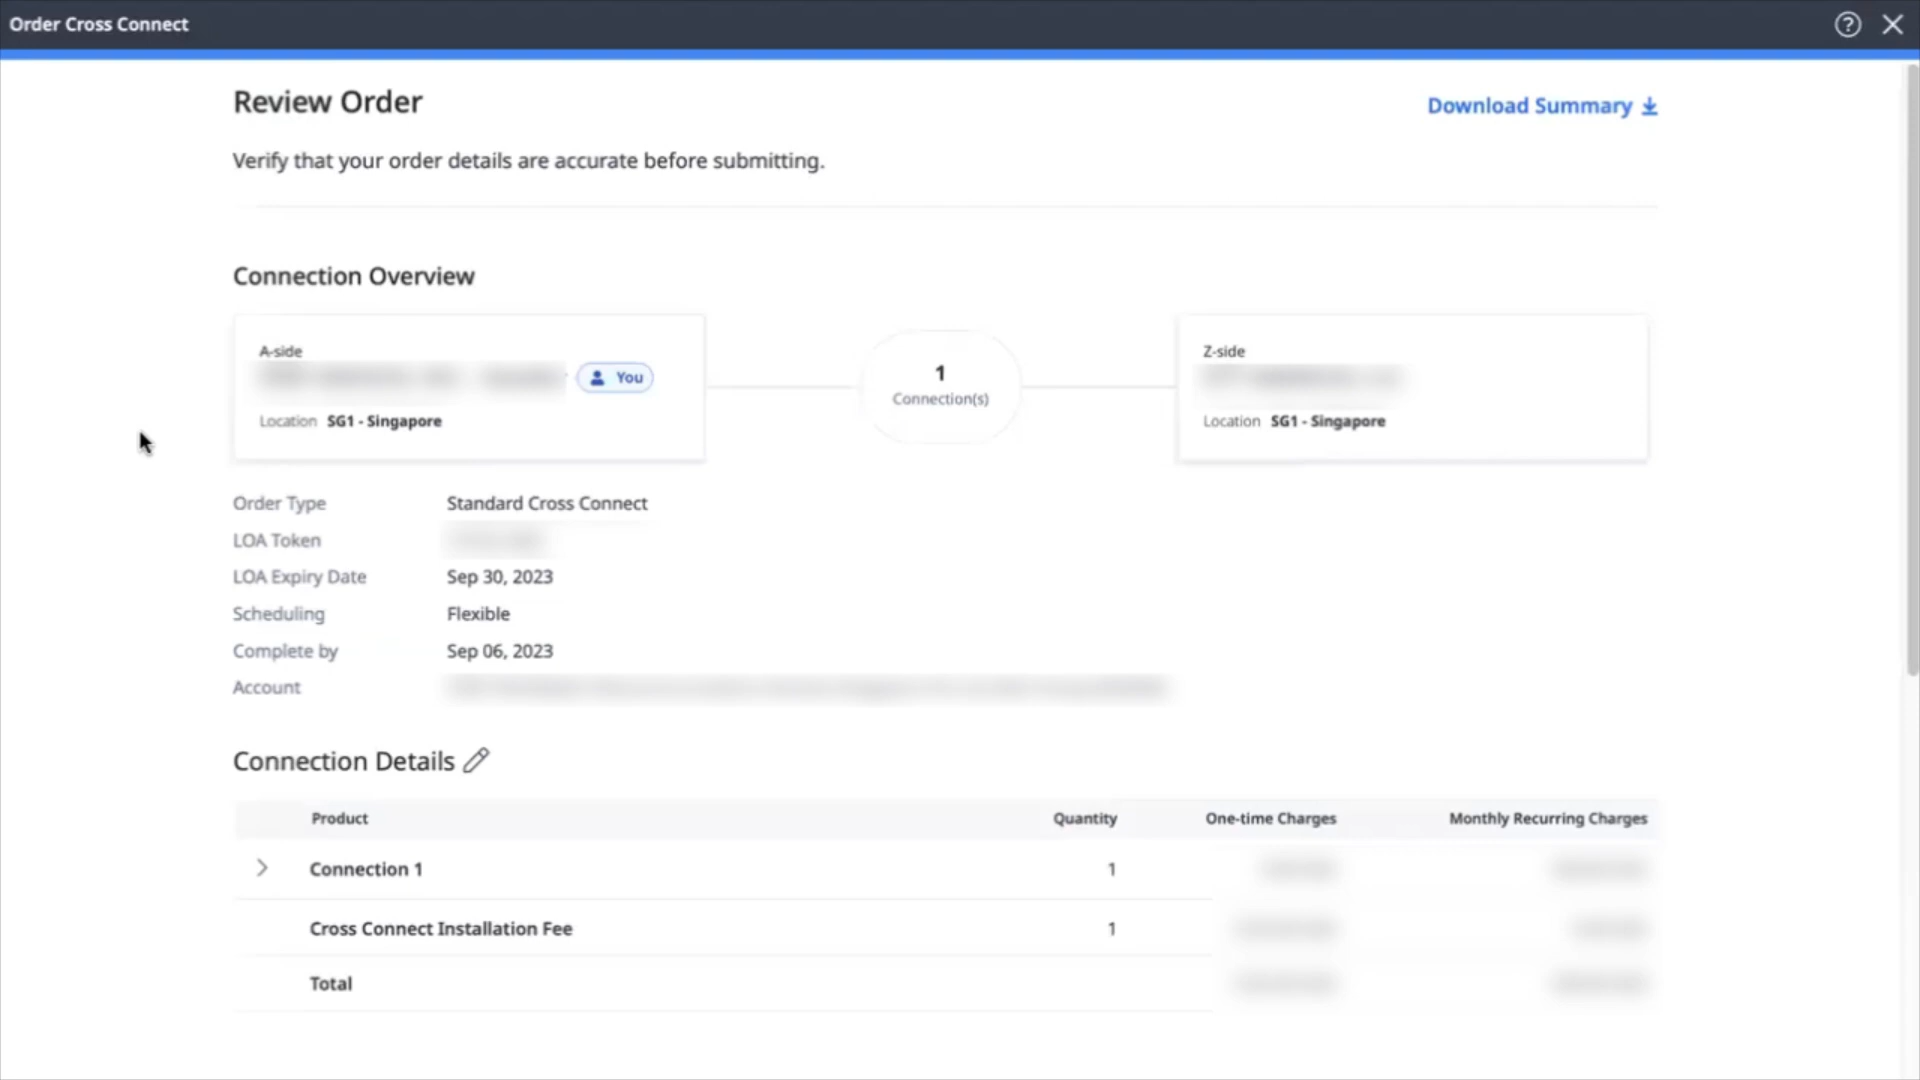 Order Cross Connect
Review Order
Download Summary
Verify that your order details are accurate before submitting.
Connection Overview
A-side
You
Location SG1 - Singapore
1
Connection(s)
Z-side
Location SG1 - Singapore
Order Type Standard Cross Connect
LOA Token
LOA Expiry Date Sep 30, 2023
Scheduling Flexible
Complete by Sep 06, 2023
Account
Connection Details
Product Quantity One-time Charges Monthly Recurring Charges
Connection 1 1
Cross Connect Installation Fee 1
Total